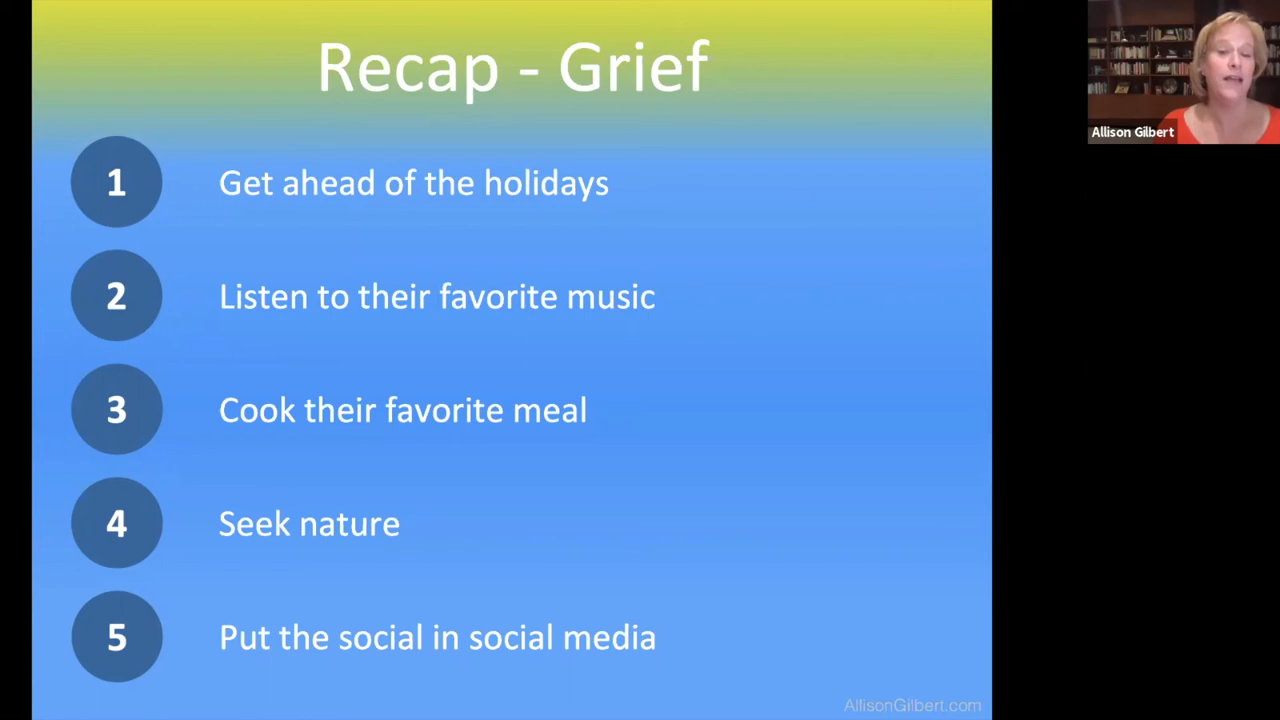 Recap - Grief
Allison Gilbert
1
Get ahead of the holidays
2
Listen to their favorite music
3
Cook their favorite meal
4
Seek nature
5
Put the social in social media
AllisonGilbert.com